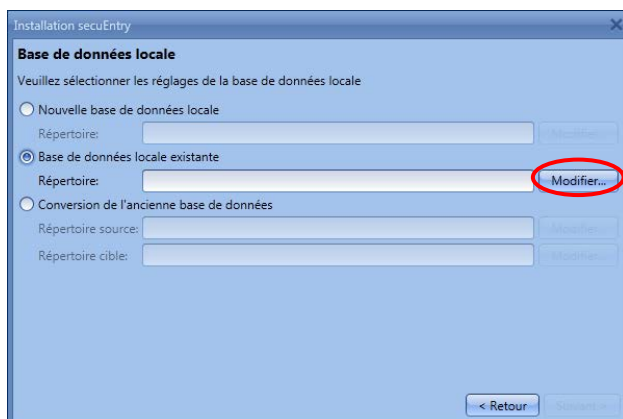 Installation secuEntry
Base de données locale
Veuillez sélectionner les réglages de la base de données locale
Nouvelle base de données locale
Répertoire: Modifier...
Base de données locale existante
Répertoire: Modifier...
Conversion de l'ancienne base de données
Répertoire source: Modifier...
Répertoire cible: Modifier...
< Retour Suivant >